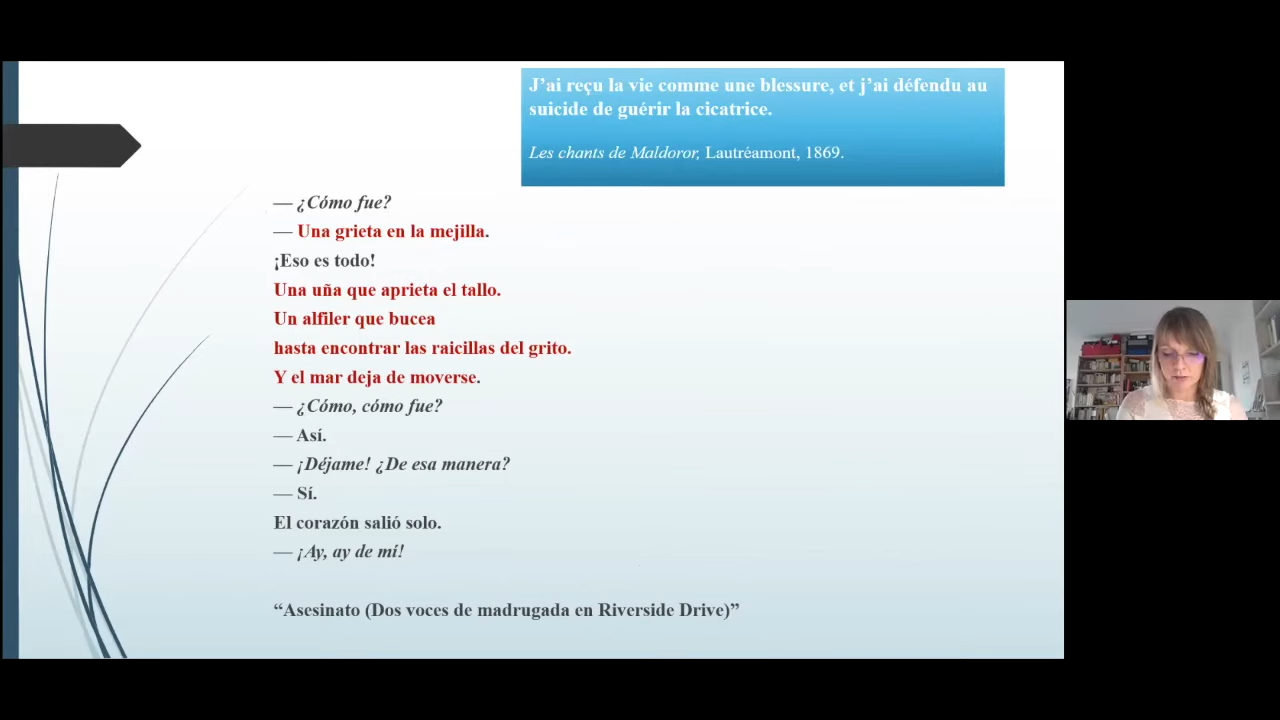 J’ai reçu la vie comme une blessure, et j’ai défendu au
suicide de guérir la cicatrice.
Les chants de Maldoror, Lautréamont, 1869.
— ¿Cómo fue?
— Una grieta en la mejilla.
¡Eso es todo!
Una uña que aprieta el tallo.
Un alfiler que bucea
hasta encontrar las raicillas del grito.
Y el mar deja de moverse.
— ¿Cómo, cómo fue?
— Así.
— ¡Déjame! ¿De esa manera?
— Sí.
El corazón salió solo.
— ¡Ay, ay de mí!
“Asesinato (Dos voces de madrugada en Riverside Drive)”